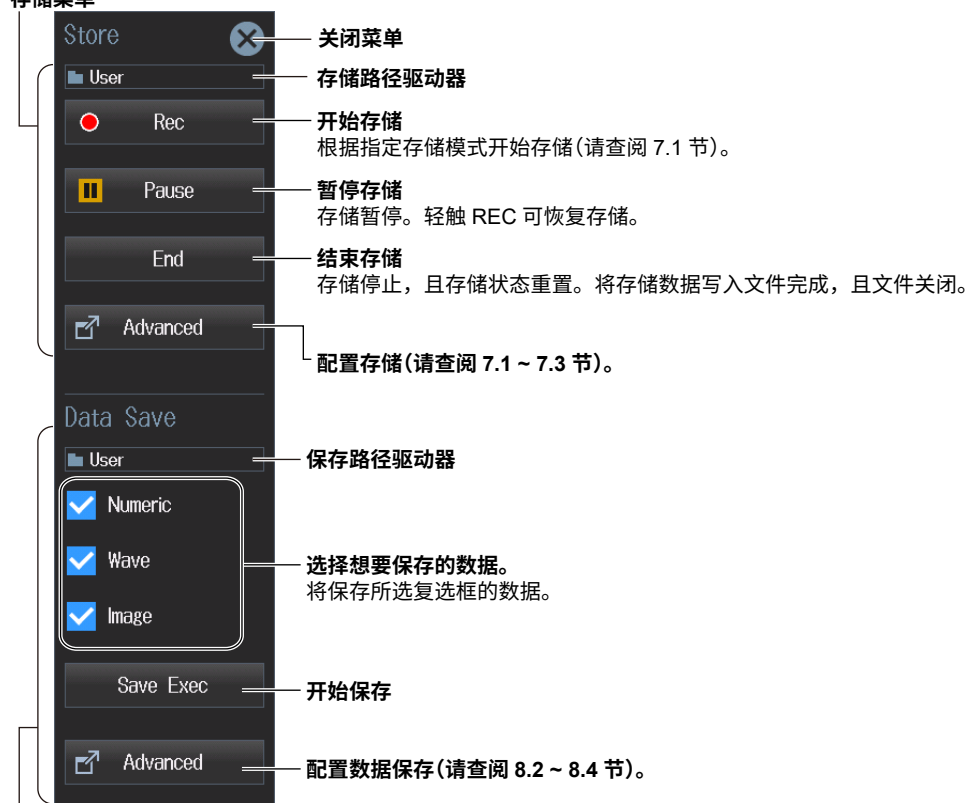 存储菜单
Store
关闭菜单
User
存储路径驱动器
Rec
开始存储
根据指定存储模式开始存储(请查阅 7.1 节)。
Pause
暂停存储
存储暂停。轻触 REC 可恢复存储。
End
结束存储
存储停止，且存储状态重置。将存储数据写入文件完成，且文件关闭。
Advanced
配置存储(请查阅 7.1 ~ 7.3 节)。
Data Save
User
保存路径驱动器
Numeric
Wave
选择想要保存的数据。
将保存所选复选框的数据。
Image
Save Exec
开始保存
Advanced
配置数据保存(请查阅 8.2 ~ 8.4 节)。